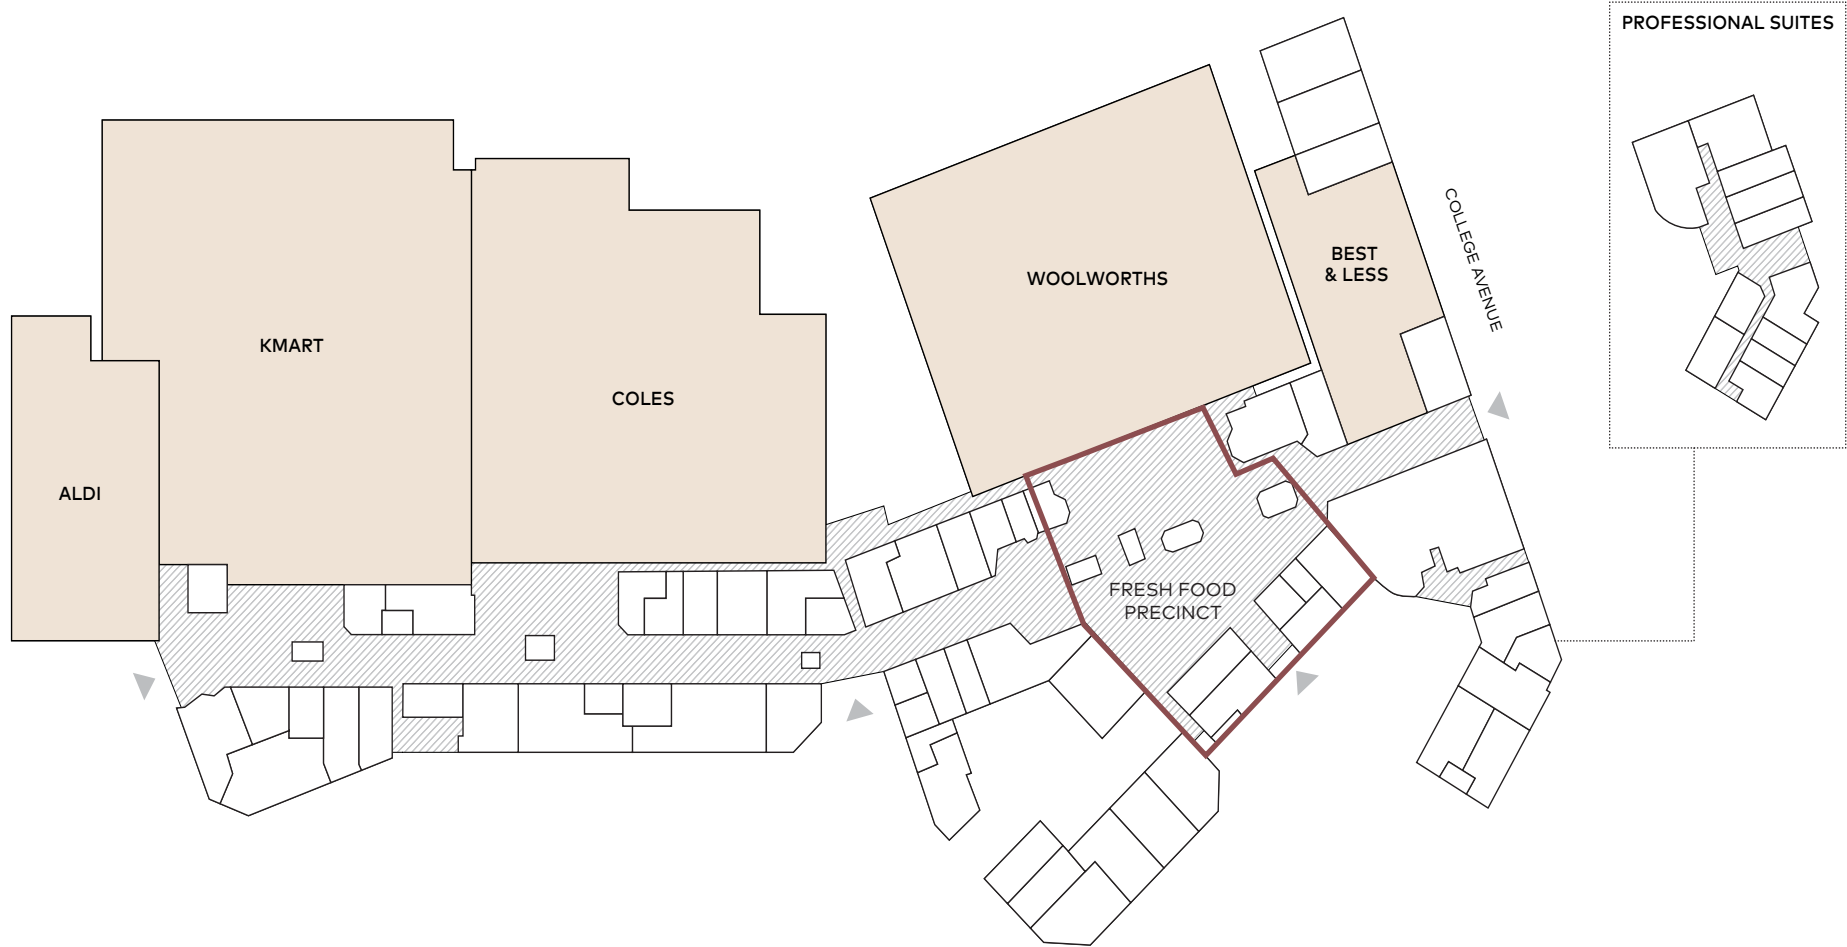 PROFESSIONAL SUITES
COLLEGE AVENUE
WOOLWORTHS
BEST
& LESS
KMART
COLES
ALDI
FRESH FOOD
PRECINCT